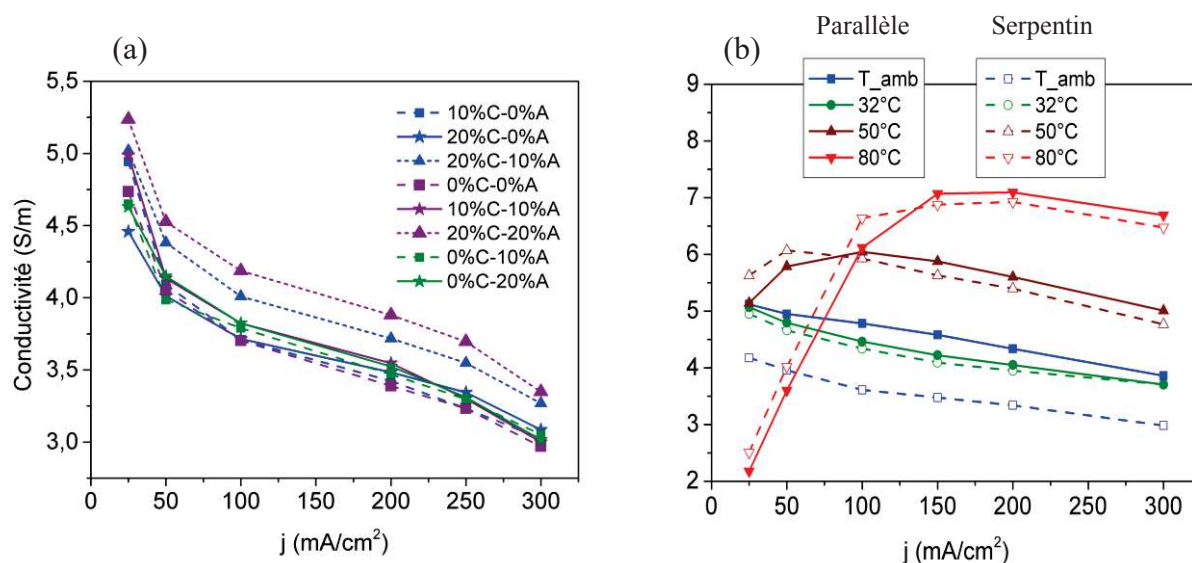 (a)
Conductivité (S/m)
5,5
5,0
4,5
4,0
3,5
3,0
0
50
100
150
200
250
300
j (mA/cm²)
10%C-0%A
20%C-0%A
20%C-10%A
0%C-0%A
10%C-10%A
20%C-20%A
0%C-10%A
0%C-20%A
(b)
Parallèle
Serpentin
T_amb
32°C
50°C
80°C
T_amb
32°C
50°C
80°C
9
8
7
6
5
4
3
2
0
50
100
150
200
250
300
j (mA/cm²)